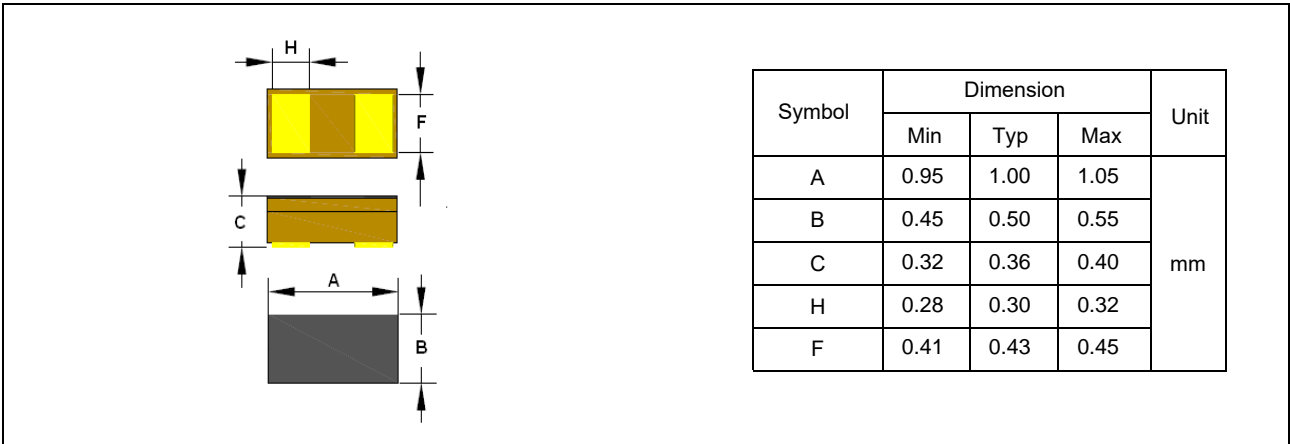 H
F
C
A
B
Symbol Dimension Unit
Min Typ Max
A 0.95 1.00 1.05
B 0.45 0.50 0.55
C 0.32 0.36 0.40 mm
H 0.28 0.30 0.32
F 0.41 0.43 0.45